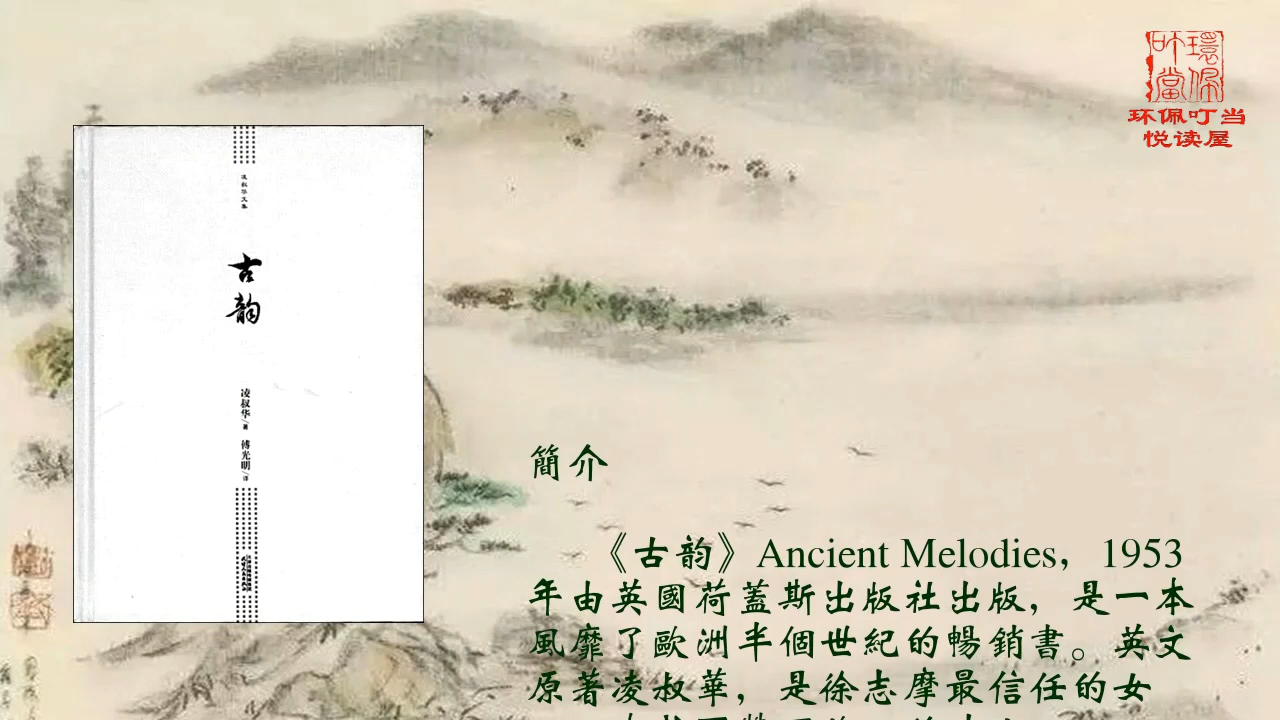 環佩
叮當
环佩叮当
悦读屋
凌叔华文集
古韵
凌叔华/著
傅光明/译
簡介
《古韵》Ancient Melodies，1953
年由英國荷蓋斯出版社出版，是一本
風靡了歐洲半個世紀的暢銷書。英文
原著凌叔華，是徐志摩最信任的女